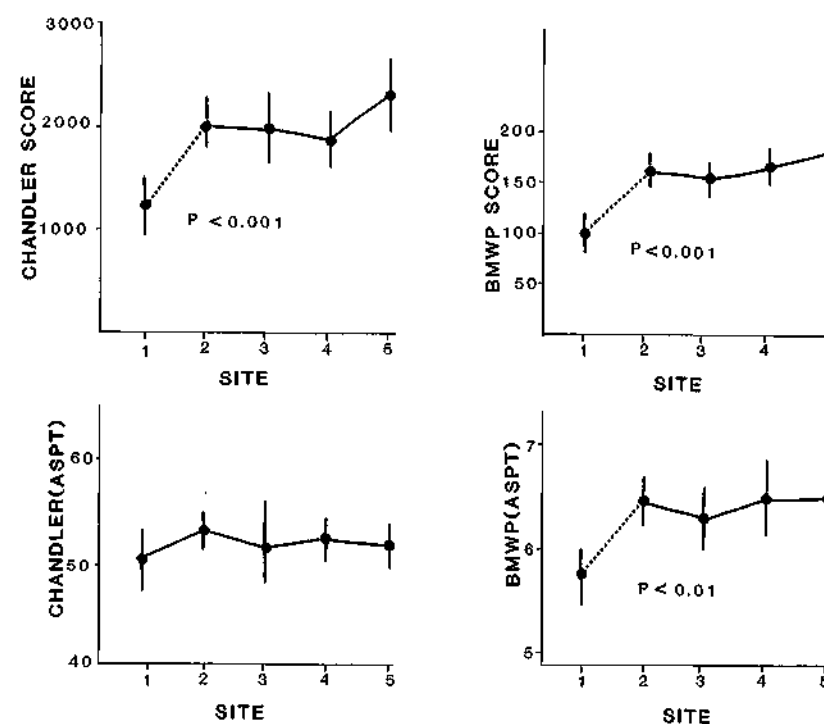 CHANDLER SCORE
3000
2000
1000
P < 0.001
1 2 3 4 5
SITE
BMWP SCORE
200
150
100
50
P < 0.001
1 2 3 4 5
SITE
CHANDLER(ASPT)
60
50
40
1 2 3 4 5
SITE
BMWP(ASPT)
7
6
5
P < 0.01
1 2 3 4 5
SITE